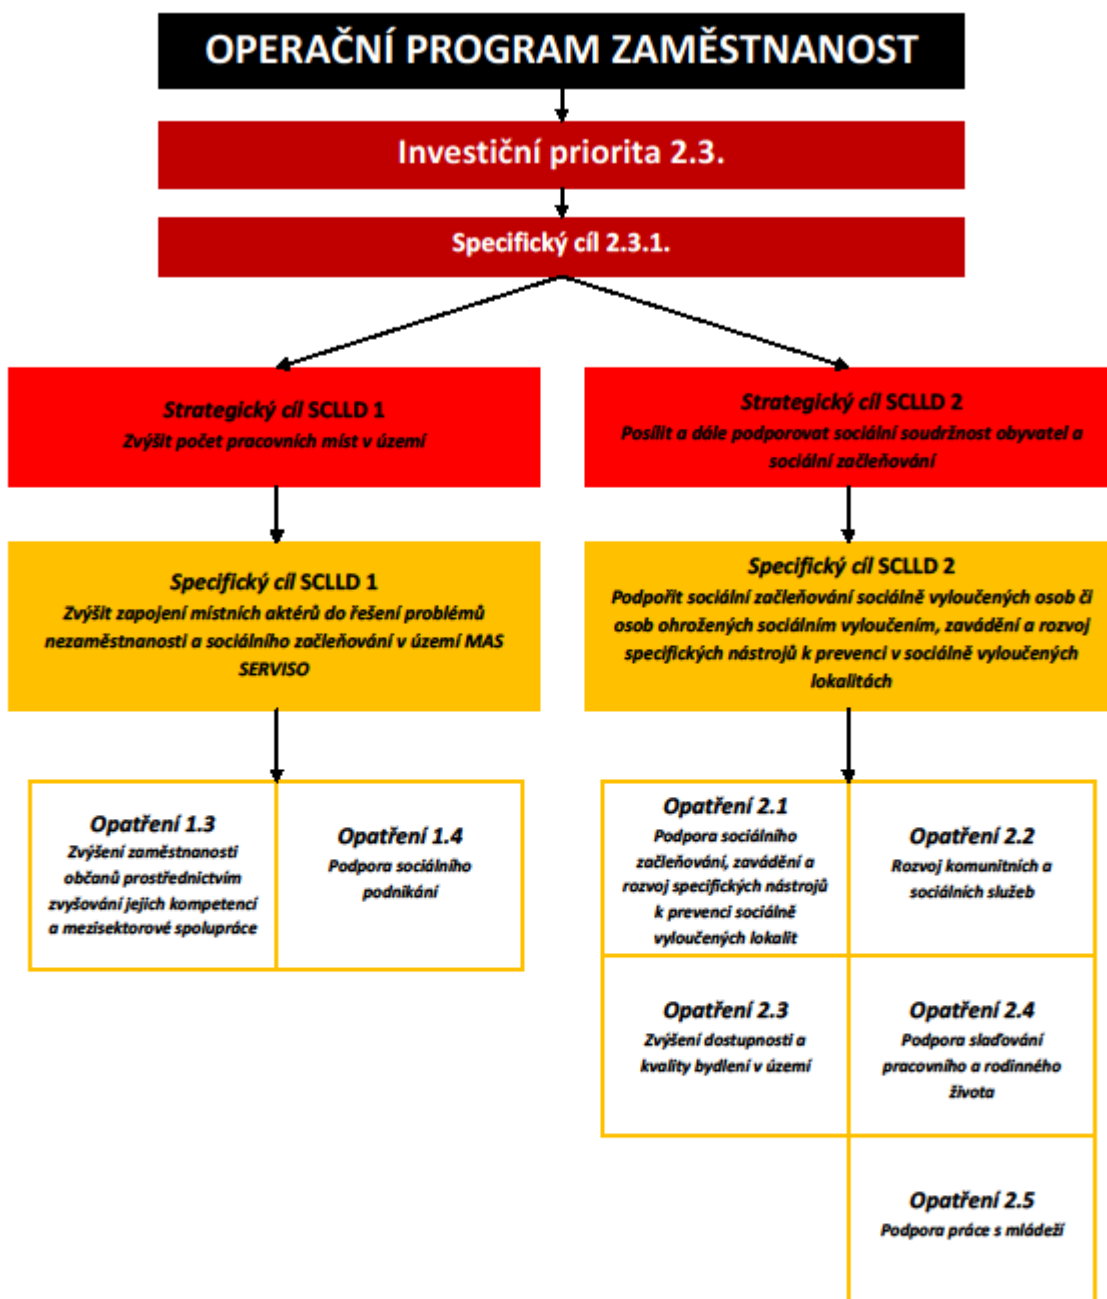 OPERAČNÍ PROGRAM ZAMĚSTNANOST
Investiční priorita 2.3.
Specifický cíl 2.3.1.
Strategický cíl SCLLD 1
Zvýšit počet pracovních míst v území
Strategický cíl SCLLD 2
Posílit a dále podporovat sociální soudržnost obyvatel a
sociální začleňování
Specifický cíl SCLLD 1
Zvýšit zapojení místních aktérů do řešení problémů
nezaměstnanosti a sociálního začleňování v území MAS
SERVISO
Specifický cíl SCLLD 2
Podpořit sociální začleňování sociálně vyloučených osob či
osob ohrožených sociálním vyloučením, zavádění a rozvoj
specifických nástrojů k prevenci v sociálně vyloučených
lokalitách
Opatření 1.3
Zvýšení zaměstnanosti
občanů prostřednictvím
zvyšování jejich kompetencí
a mezisektorové spolupráce
Opatření 1.4
Podpora sociálního
podnikání
Opatření 2.1
Podpora sociálního
začleňování, zavádění a
rozvoj specifických nástrojů
k prevenci sociálně
vyloučených lokalit
Opatření 2.2
Rozvoj komunitních a
sociálních služeb
Opatření 2.3
Zvýšení dostupnosti a
kvality bydlení v území
Opatření 2.4
Podpora slaďování
pracovního a rodinného
života
Opatření 2.5
Podpora práce s mládeží